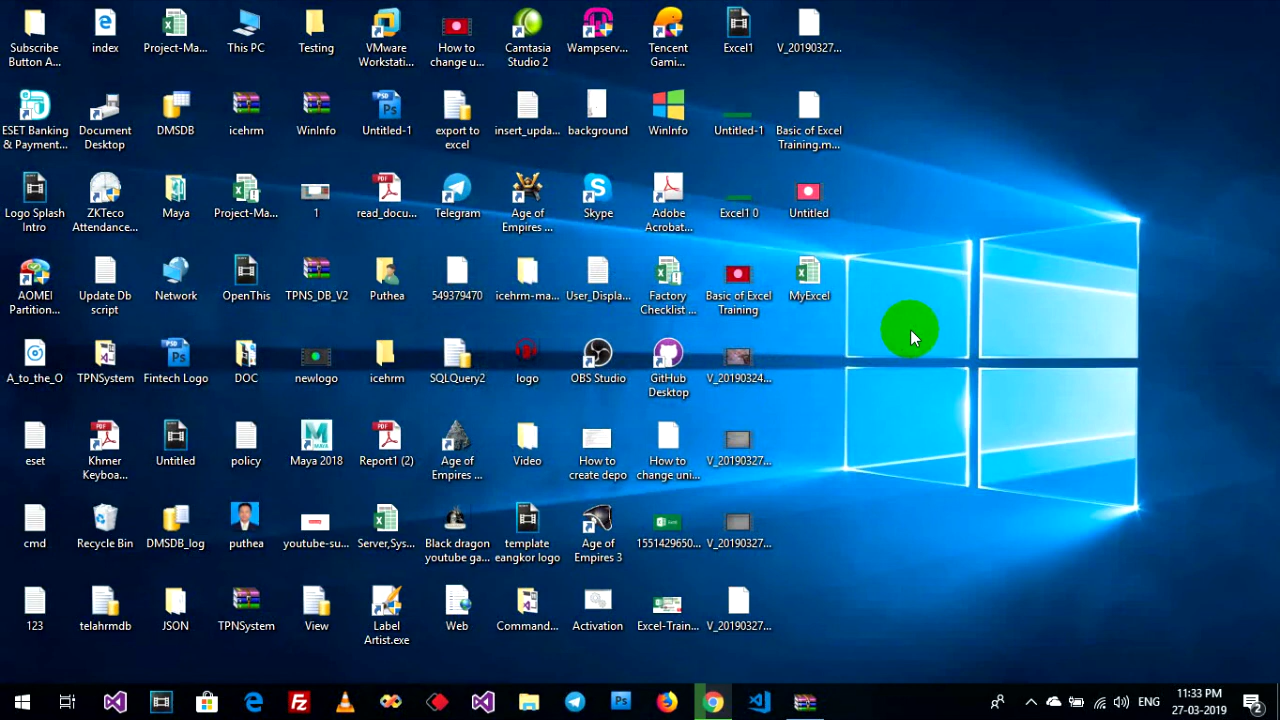 Subscribe
Button A...
index
Project-Ma...
This PC
Testing
VMware
Workstati...
How to
change u...
Camtasia
Studio 2
Wampserv...
Tencent
Gami...
Excel1
V_20190327...
ESET Banking
& Payment...
Document
Desktop
DMSDB
icehrm
WinInfo
Untitled-1
export to
excel
insert_upda...
background
WinInfo
Untitled-1
Basic of Excel
Training.m...
Logo Splash
Intro
ZKTeco
Attendance...
Maya
Project-Ma...
1
read_docu...
Telegram
Age of
Empires ...
Skype
Adobe
Acrobat...
Excel1 0
Untitled
AOMEI
Partition...
Update Db
script
Network
OpenThis
TPNS_DB_V2
Puthea
549379470
icehrm-ma...
User_Displa...
Factory
Checklist ...
Basic of Excel
Training
MyExcel
A_to_the_O
TPNSystem
Fintech Logo
DOC
newlogo
icehrm
SQLQuery2
logo
OBS Studio
GitHub
Desktop
V_20190324...
eset
Khmer
Keyboa...
Untitled
policy
Maya 2018
Report1 (2)
Age of
Empires ...
Video
How to
create depo
How to
change uni...
V_20190327...
cmd
Recycle Bin
DMSDB_log
puthea
youtube-su...
Server,Sys...
Black dragon
youtube ga...
template
eangkor logo
Age of
Empires 3
1551429650...
V_20190327...
123
telahrmdb
JSON
TPNSystem
View
Label
Artist.exe
Web
Command...
Activation
Excel-Train...
V_20190327...
ENG
11:33 PM
27-03-2019
2